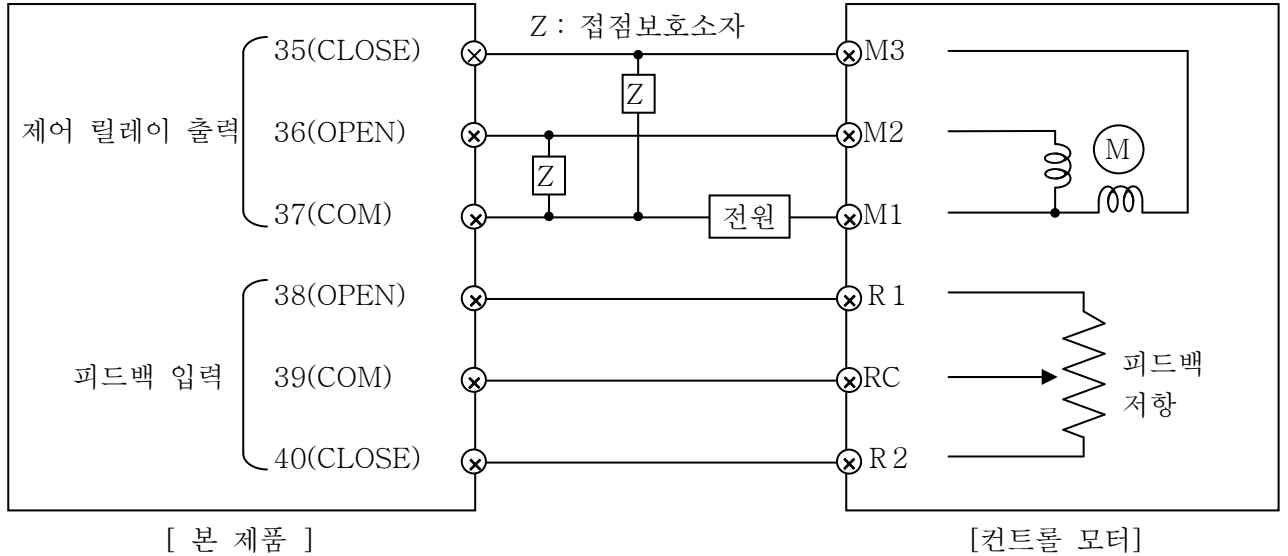 Z : 접점보호소자
35(CLOSE)
M3
Z
제어 릴레이 출력
36(OPEN)
M2
M
Z
37(COM)
전원
M1
38(OPEN)
R1
피드백 입력
39(COM)
RC
피드백
저항
40(CLOSE)
R2
[ 본 제품 ]
[컨트롤 모터]